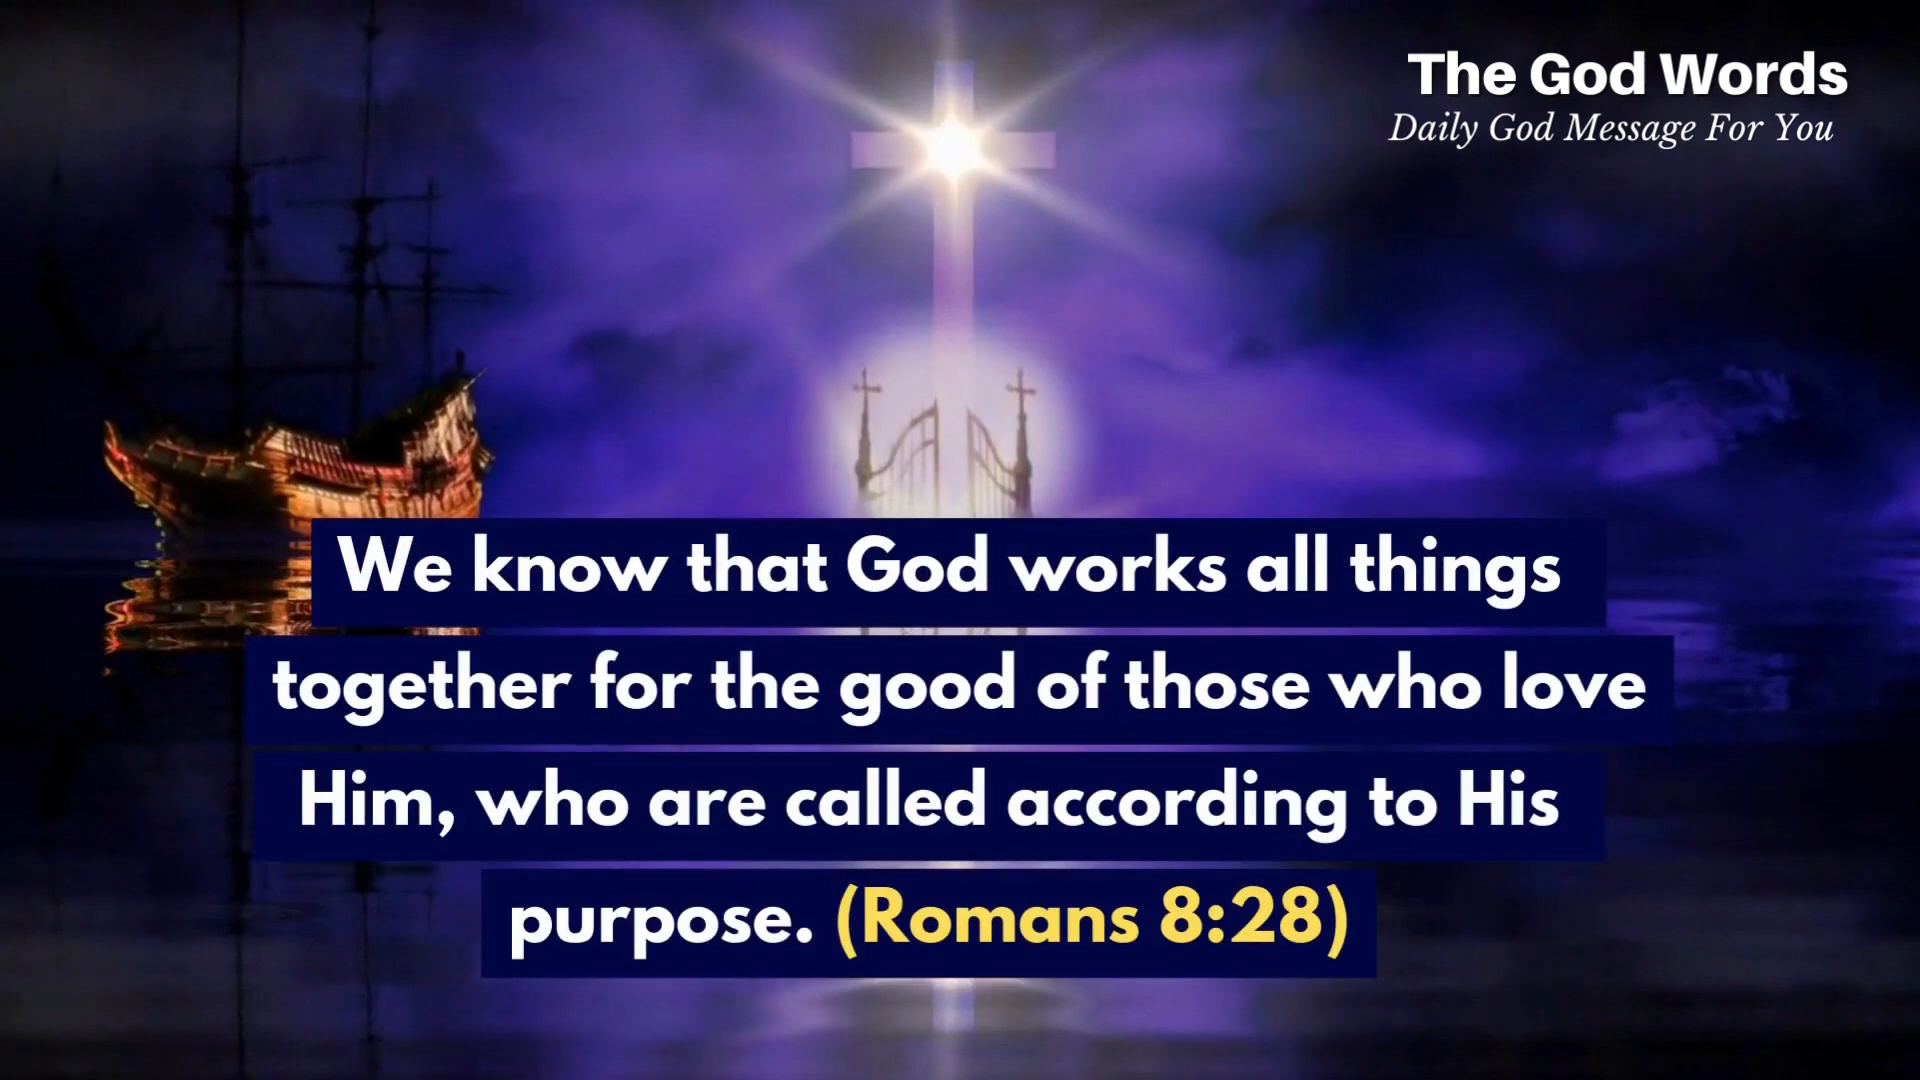 The God Words
Daily God Message For You
We know that God works all things
together for the good of those who love
Him, who are called according to His
purpose. (Romans 8:28)